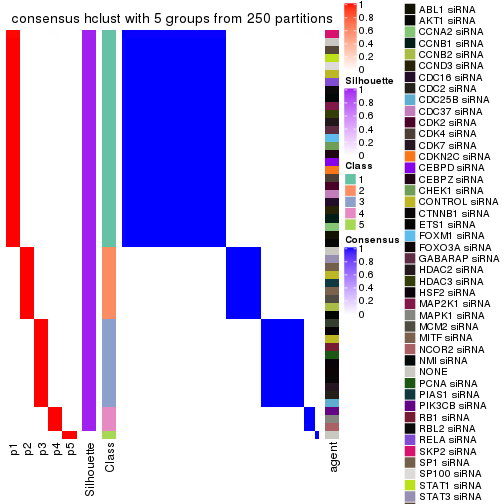 consensus hclust with 5 groups from 250 partitions
1
0.8
0.6
0.4
0.2
0
Silhouette
1
0.8
0.6
0.4
0.2
0
Class
1
2
3
4
5
Consensus
1
0.8
0.6
0.4
0.2
0
ABL1 siRNA
AKT1 siRNA
CCNA2 siRNA
CCNB1 siRNA
CCNB2 siRNA
CCND3 siRNA
CDC16 siRNA
CDC2 siRNA
CDC25B siRNA
CDC37 siRNA
CDK2 siRNA
CDK4 siRNA
CDK7 siRNA
CDKN2C siRNA
CEBPD siRNA
CEBPZ siRNA
CHEK1 siRNA
CONTROL siRNA
CTNNB1 siRNA
ETS1 siRNA
FOXM1 siRNA
FOXO3A siRNA
GABARAP siRNA
HDAC2 siRNA
HDAC3 siRNA
HSF2 siRNA
MAP2K1 siRNA
MAPK1 siRNA
MCM2 siRNA
MITF siRNA
NCOR2 siRNA
NMI siRNA
NONE
PCNA siRNA
PIAS1 siRNA
PIK3CB siRNA
RB1 siRNA
RBL2 siRNA
RELA siRNA
SKP2 siRNA
SP1 siRNA
SP100 siRNA
STAT1 siRNA
STAT3 siRNA
p1
p2
p3
p4
p5
Silhouette
Class
agent